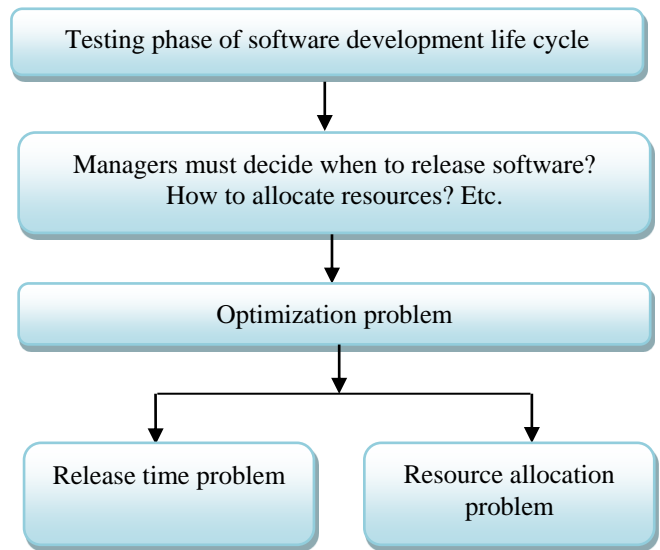 Testing phase of software development life cycle
Managers must decide when to release software?
How to allocate resources? Etc.
Optimization problem
Release time problem
Resource allocation
problem